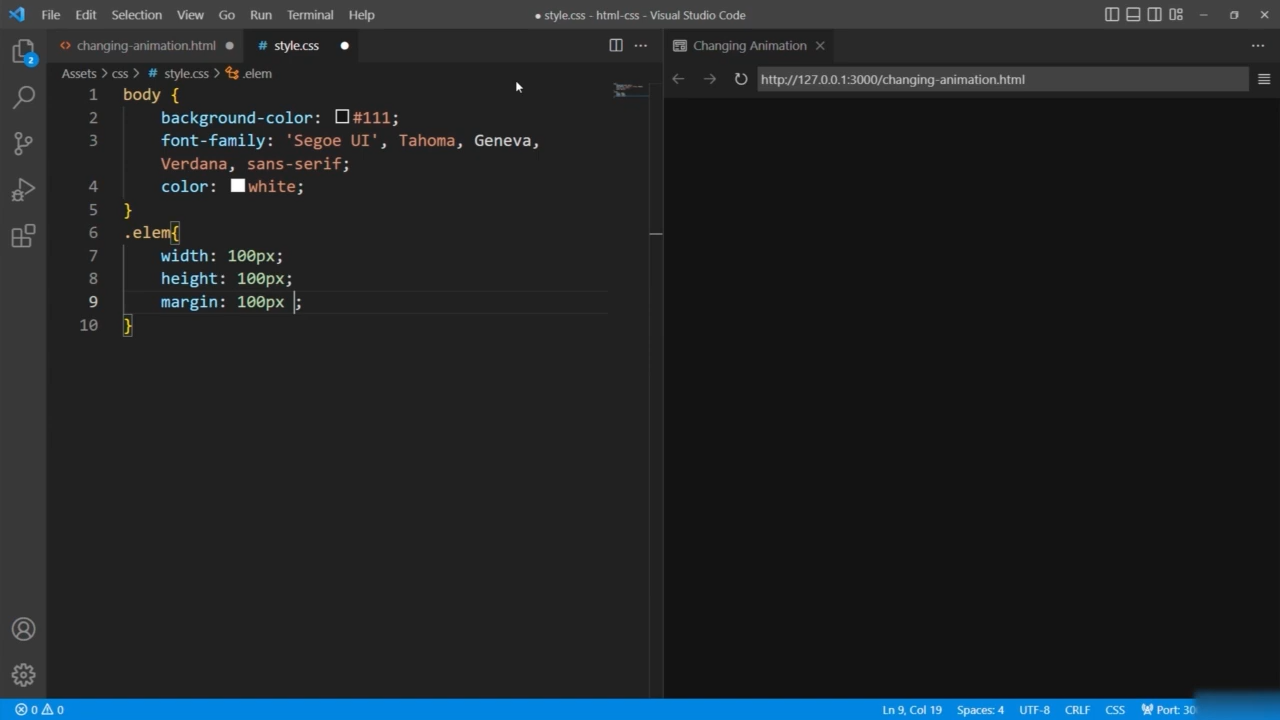 File Edit Selection View Go Run Terminal Help
● style.css - html-css - Visual Studio Code
changing-animation.html
# style.css
Changing Animation
Assets > css > # style.css > .elem
http://127.0.0.1:3000/changing-animation.html
1 body {
2 background-color: #111;
3 font-family: 'Segoe UI', Tahoma, Geneva,
Verdana, sans-serif;
4 color: white;
5 }
6 .elem{
7 width: 100px;
8 height: 100px;
9 margin: 100px ;
10 }
2
0 0
Ln 9, Col 19 Spaces: 4 UTF-8 CRLF CSS Port: 30